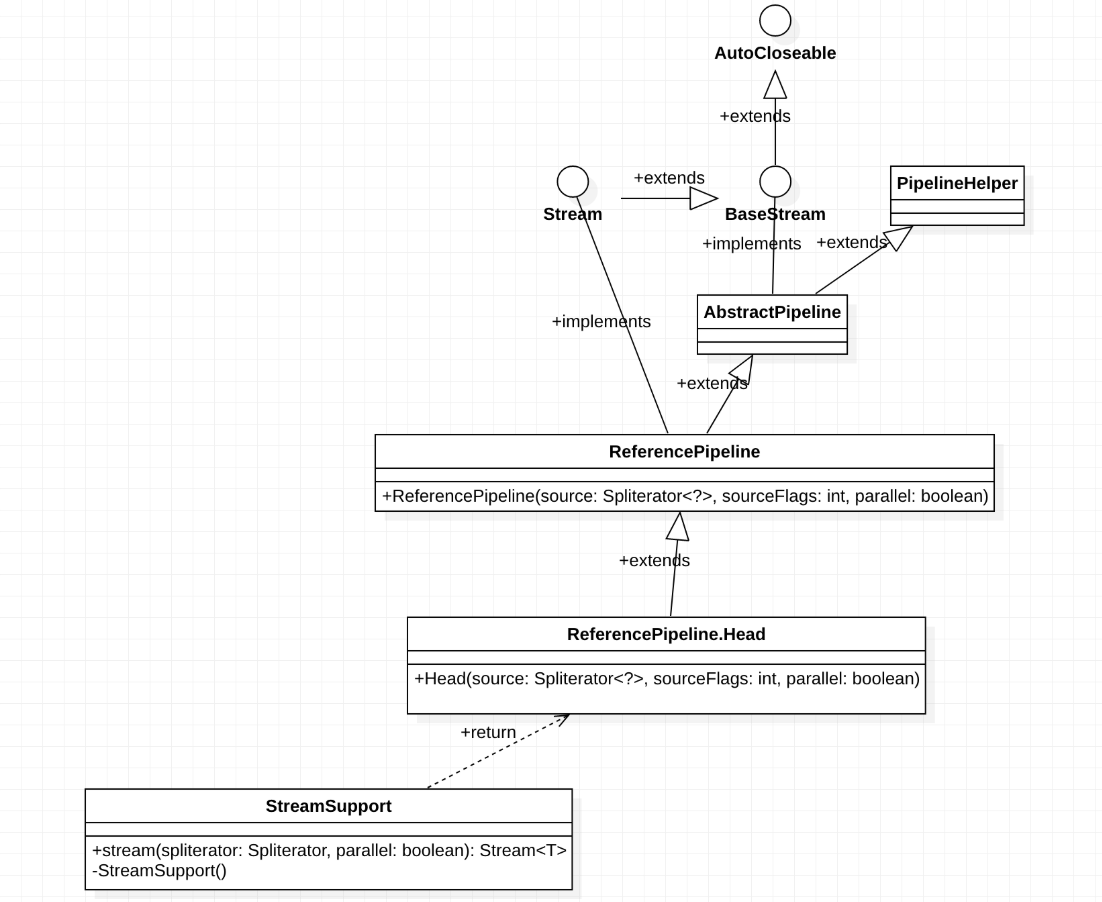 AutoCloseable
+extends
+extends
Stream
BaseStream
PipelineHelper
+implements
+extends
AbstractPipeline
+implements
+extends
ReferencePipeline
+ReferencePipeline(source: Spliterator<?>, sourceFlags: int, parallel: boolean)
+extends
ReferencePipeline.Head
+Head(source: Spliterator<?>, sourceFlags: int, parallel: boolean)
+return
StreamSupport
+stream(spliterator: Spliterator, parallel: boolean): Stream<T>
-StreamSupport()